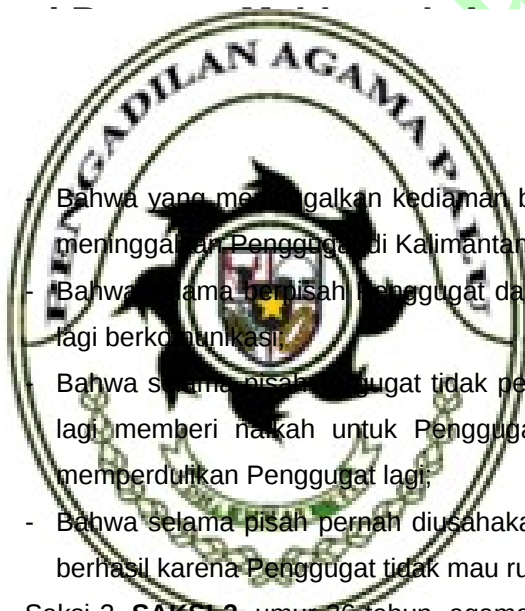 PENGADILAN AGAMA PALU
- Bahwa yang meninggalkan kediaman b
meninggalkan Penggugat di Kalimantan
- Bahwa selama berpisah Penggugat da
lagi berkomunikasi;
- Bahwa selama pisah Tergugat tidak pe
lagi memberi nafkah untuk Pengguga
memperdulikan Penggugat lagi;
- Bahwa selama pisah pernah diusahaka
berhasil karena Penggugat tidak mau ru
Saksi 2, SAKSI 2, umur 36 tahun, agama